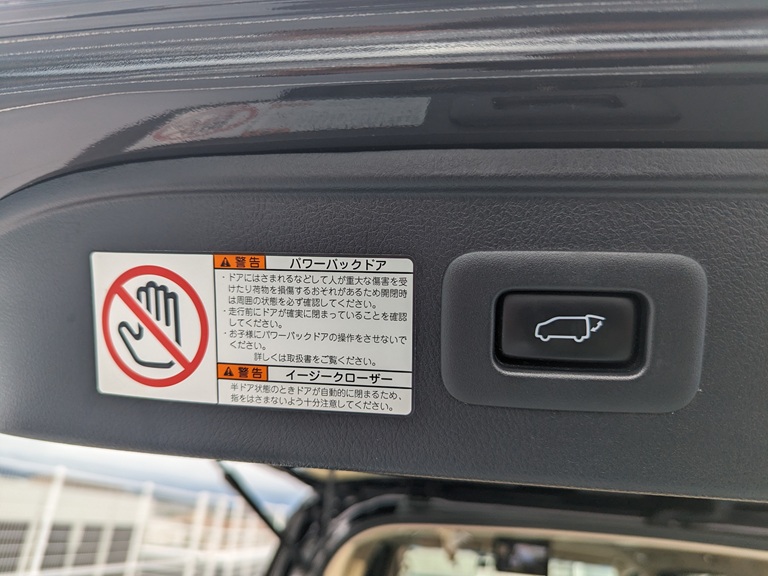 警告 パワーバックドア
・ドアにはさまれるなどして人が重大な傷害を受
けたり荷物を損傷するおそれがあるため開閉時
は周囲の状態を必ず確認してください。
・走行前にドアが確実に閉まっていることを確認
してください。
・お子様にパワーバックドアの操作をさせないで
ください。
詳しくは取扱書をご覧ください。
警告 イージークローザー
半ドア状態のときドアが自動的に閉まるため、
指をはさまないよう十分注意してください。